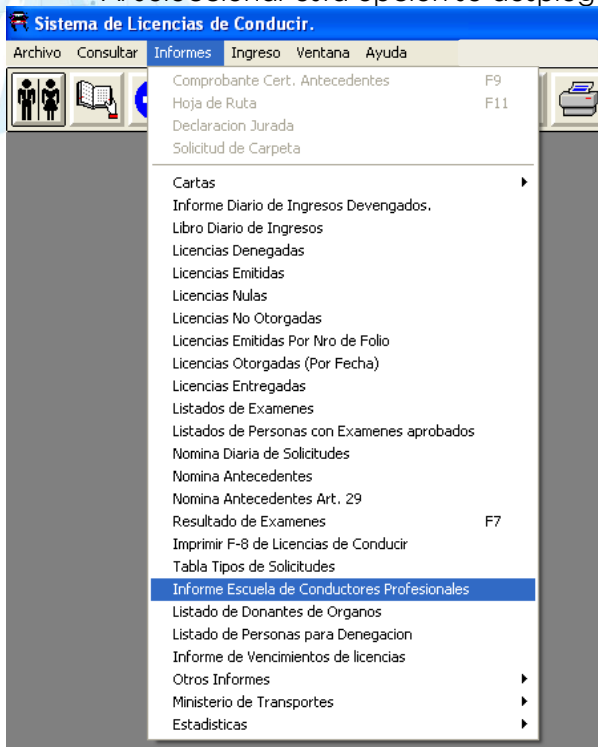 Al seleccionar esta opción te desplég
Sistema de Licencias de Conducir.
Archivo Consultar Informes Ingreso Ventana Ayuda
Comprobante Cert. Antecedentes F9
Hoja de Ruta F11
Declaracion Jurada
Solicitud de Carpeta
Cartas
Informe Diario de Ingresos Devengados.
Libro Diario de Ingresos
Licencias Denegadas
Licencias Emitidas
Licencias Nulas
Licencias No Otorgadas
Licencias Emitidas Por Nro de Folio
Licencias Otorgadas (Por Fecha)
Licencias Entregadas
Listados de Examenes
Listados de Personas con Examenes aprobados
Nomina Diaria de Solicitudes
Nomina Antecedentes
Nomina Antecedentes Art. 29
Resultado de Examenes F7
Imprimir F-8 de Licencias de Conducir
Tabla Tipos de Solicitudes
Informe Escuela de Conductores Profesionales
Listado de Donantes de Organos
Listado de Personas para Denegacion
Informe de Vencimientos de licencias
Otros Informes
Ministerio de Transportes
Estadisticas